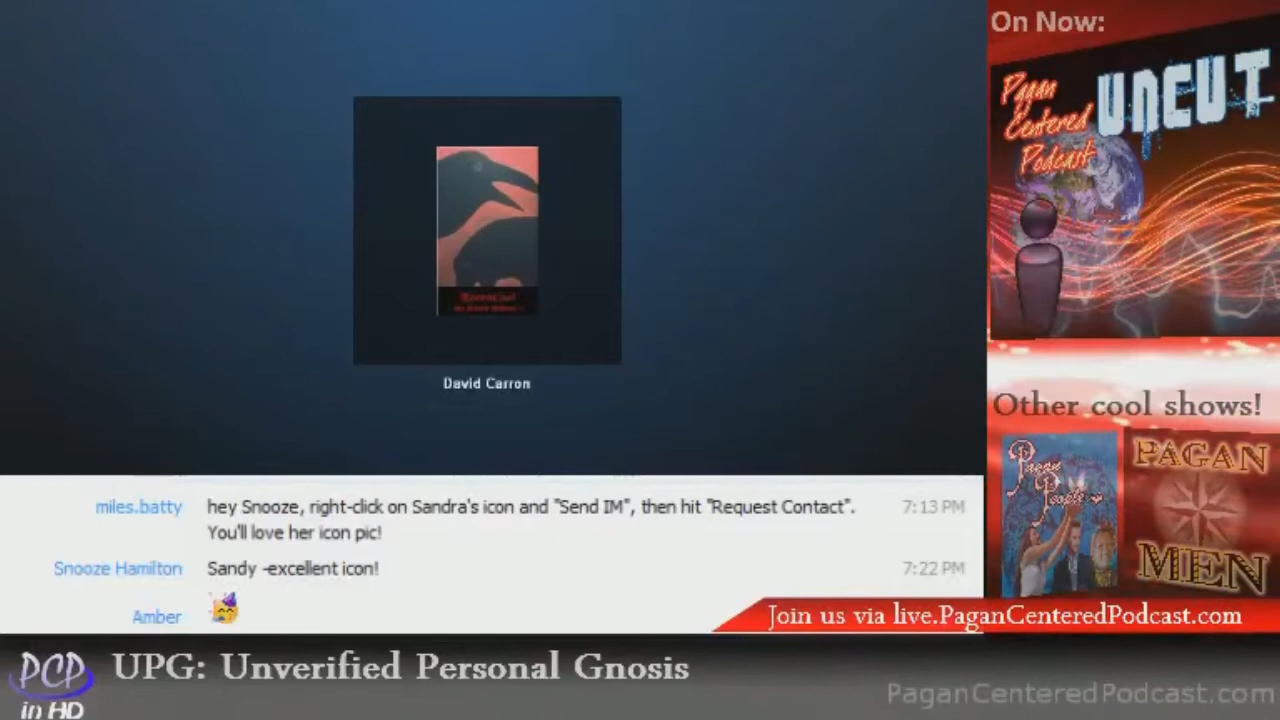 On Now:
Pagan
Centered
Podcast
UNCUT
David Carron
miles.batty
hey Snooze, right-click on Sandra's icon and "Send IM", then hit "Request Contact".
You'll love her icon pic!
7:13 PM
Snooze Hamilton
Sandy -excellent icon!
7:22 PM
Amber
Other cool shows!
Pagan
People
PAGAN
MEN
Join us via live.PaganCenteredPodcast.com
PCP
in HD
UPG: Unverified Personal Gnosis
PaganCenteredPodcast.com